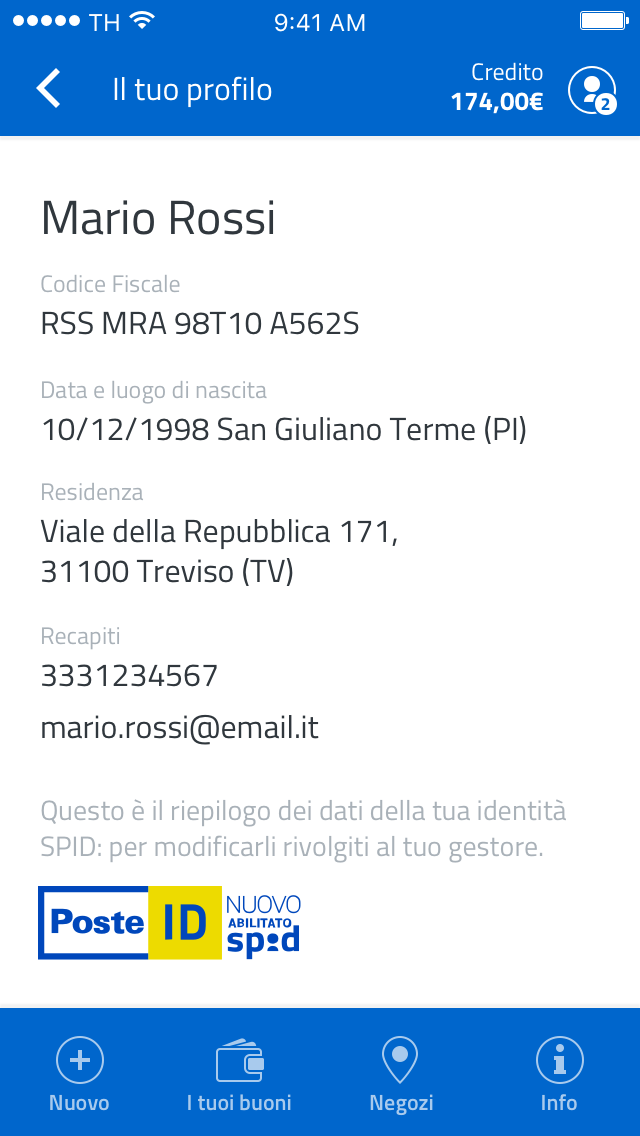 TH 9:41 AM
Il tuo profilo
Credito
174,00€
2
Mario Rossi
Codice Fiscale
RSS MRA 98T10 A562S
Data e luogo di nascita
10/12/1998 San Giuliano Terme (PI)
Residenza
Viale della Repubblica 171,
31100 Treviso (TV)
Recapiti
3331234567
mario.rossi@email.it
Questo è il riepilogo dei dati della tua identità
SPID: per modificarli rivolgiti al tuo gestore.
Poste ID NUOVO
ABILITATO
spid
Nuovo I tuoi buoni Negozi Info